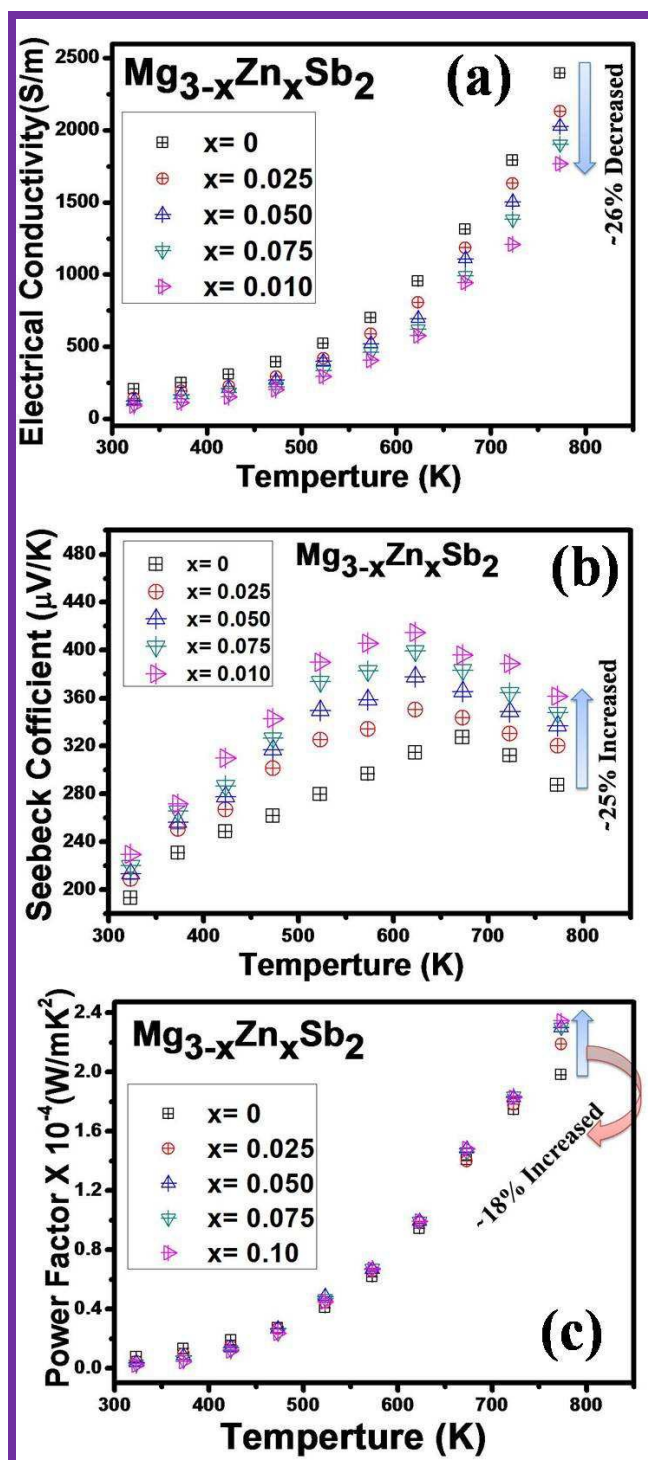 Mg3-xZnxSb2
(a)
x= 0
x= 0.025
x= 0.050
x= 0.075
x= 0.010
~26% Decreased
Electrical Conductivity(S/m)
2500
2000
1500
1000
500
0
300 400 500 600 700 800
Temperture (K)
Mg3-xZnxSb2
(b)
x= 0
x= 0.025
x= 0.050
x= 0.075
x= 0.010
~25% Increased
Seebeck Cofficient (μV/K)
480
440
400
360
320
280
240
200
300 400 500 600 700 800
Temperture (K)
Mg3-xZnxSb2
x= 0
x= 0.025
x= 0.050
x= 0.075
x= 0.10
~18% Increased
(c)
Power Factor X 10-4(W/mK2)
2.4
2.0
1.6
1.2
0.8
0.4
0.0
300 400 500 600 700 800
Temperture (K)